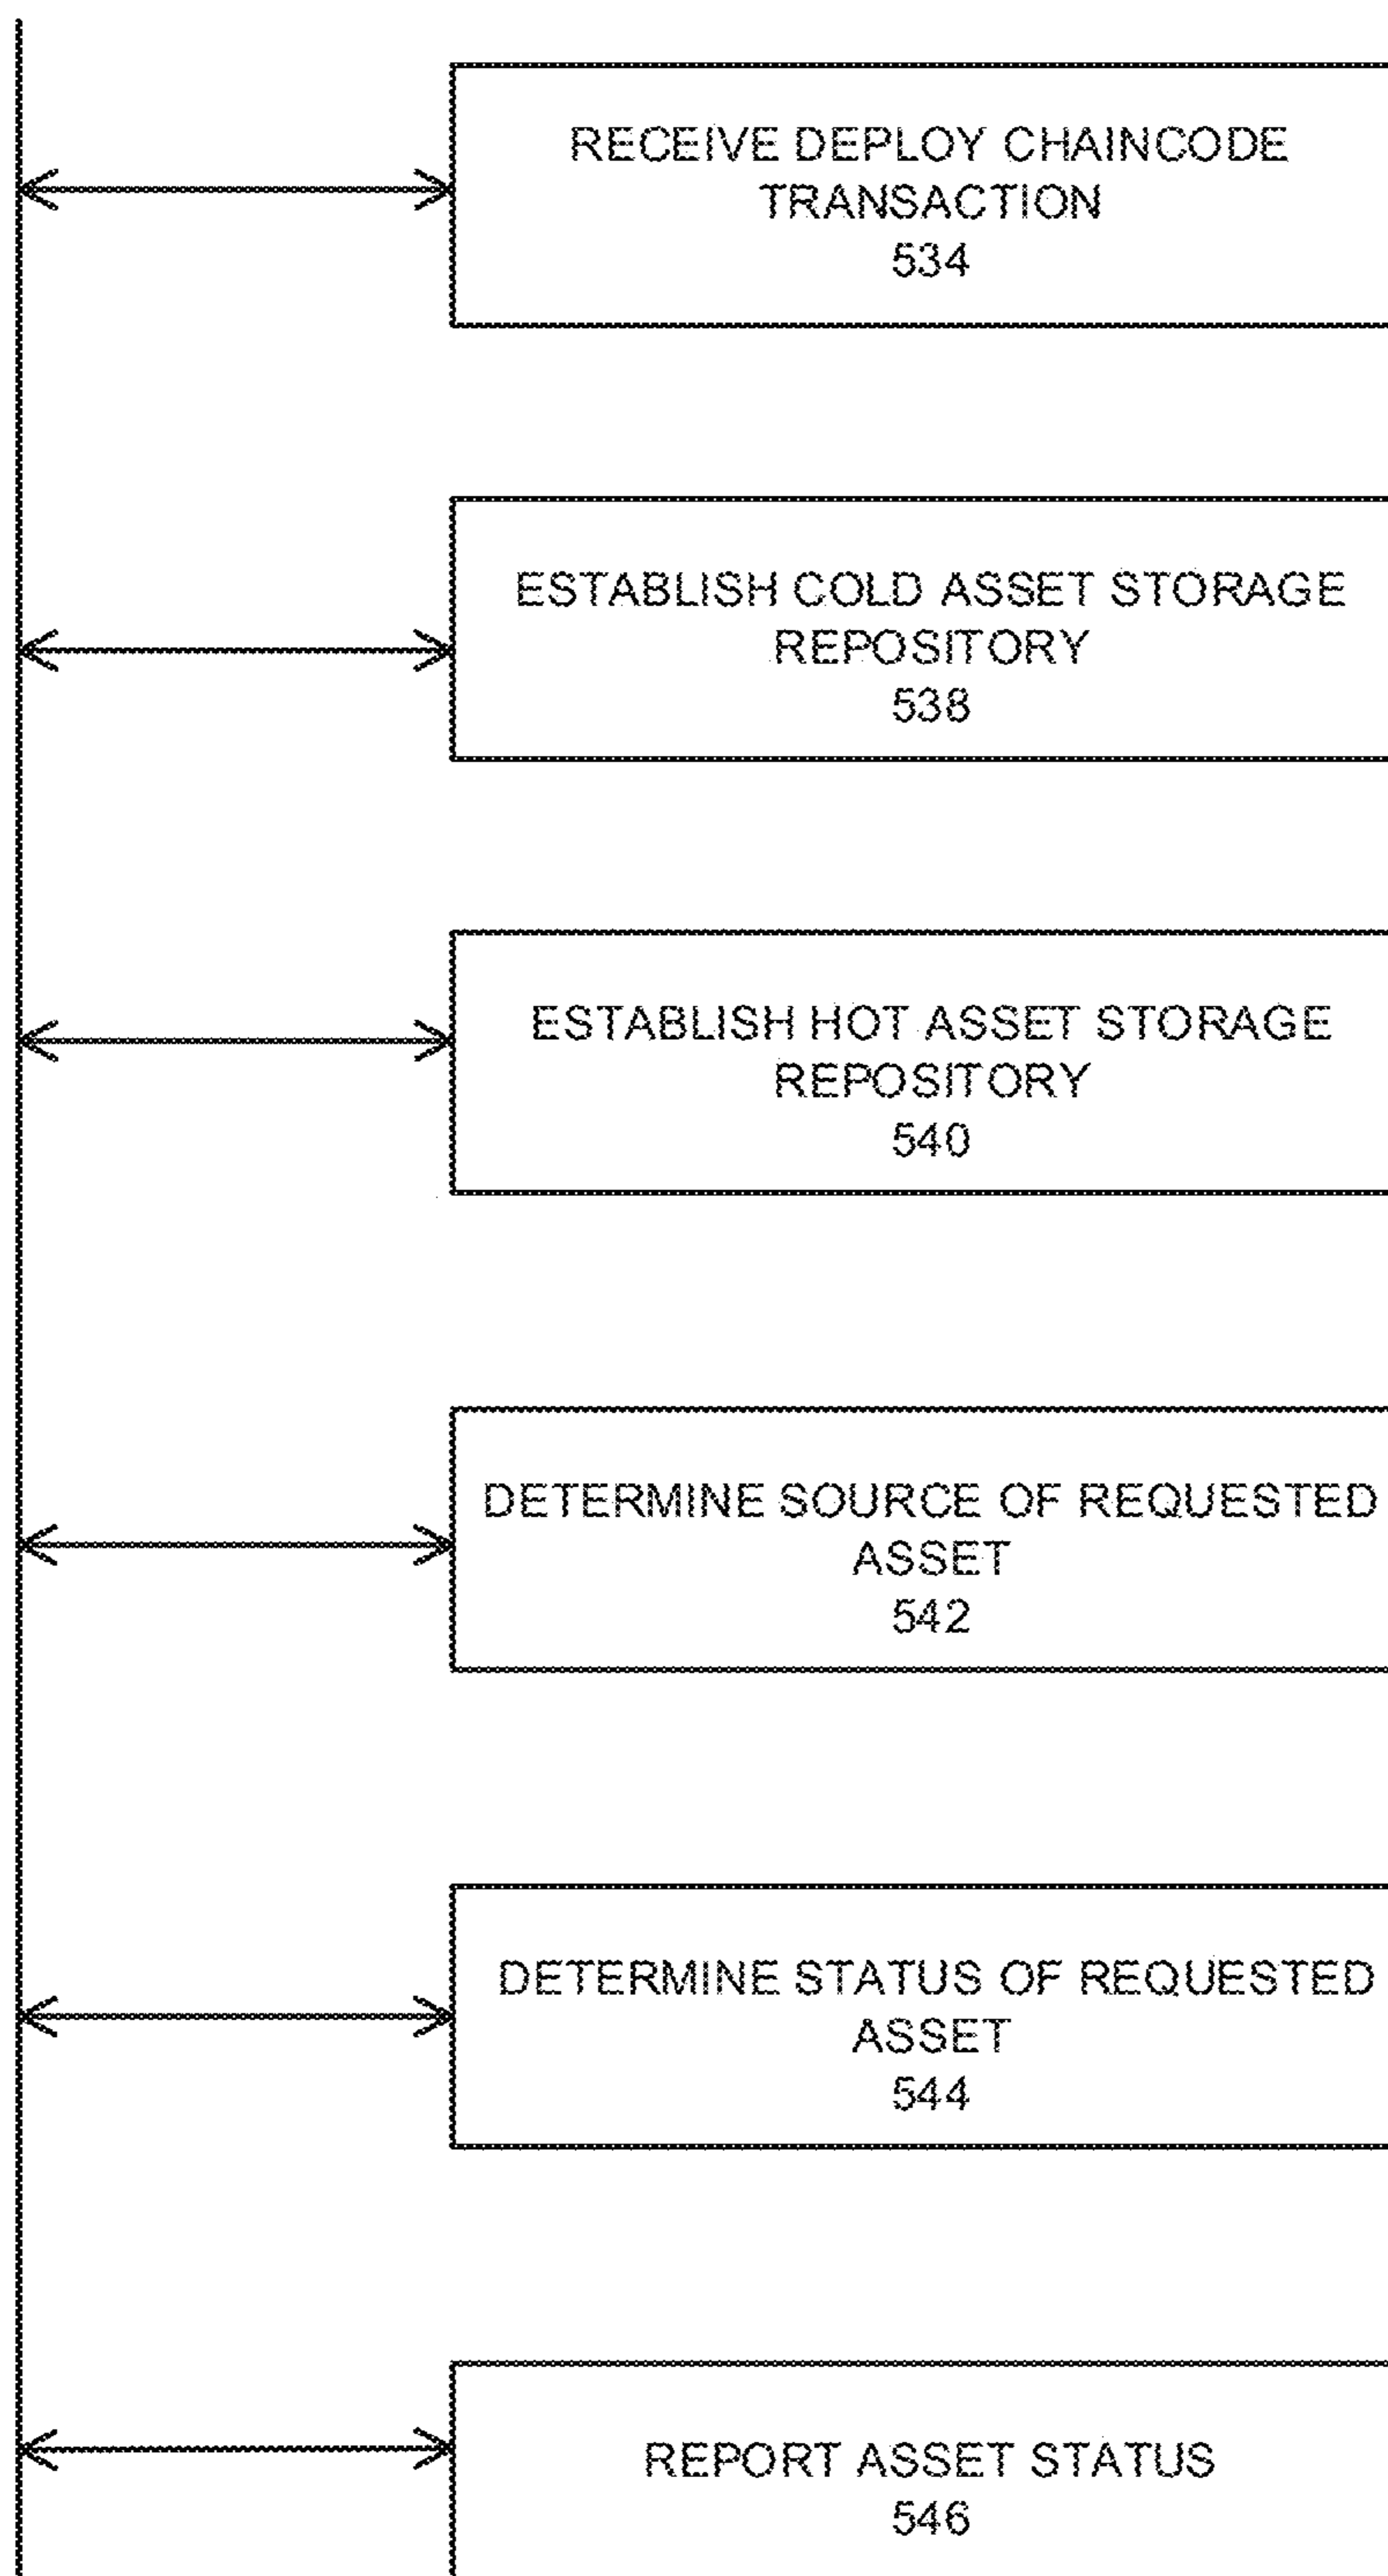 RECEIVE DEPLOY CHAINCODE
TRANSACTION
534
ESTABLISH COLD ASSET STORAGE
REPOSITORY
538
ESTABLISH HOT ASSET STORAGE
REPOSITORY
540
DETERMINE SOURCE OF REQUESTED
ASSET
542
DETERMINE STATUS OF REQUESTED
ASSET
544
REPORT ASSET STATUS
546